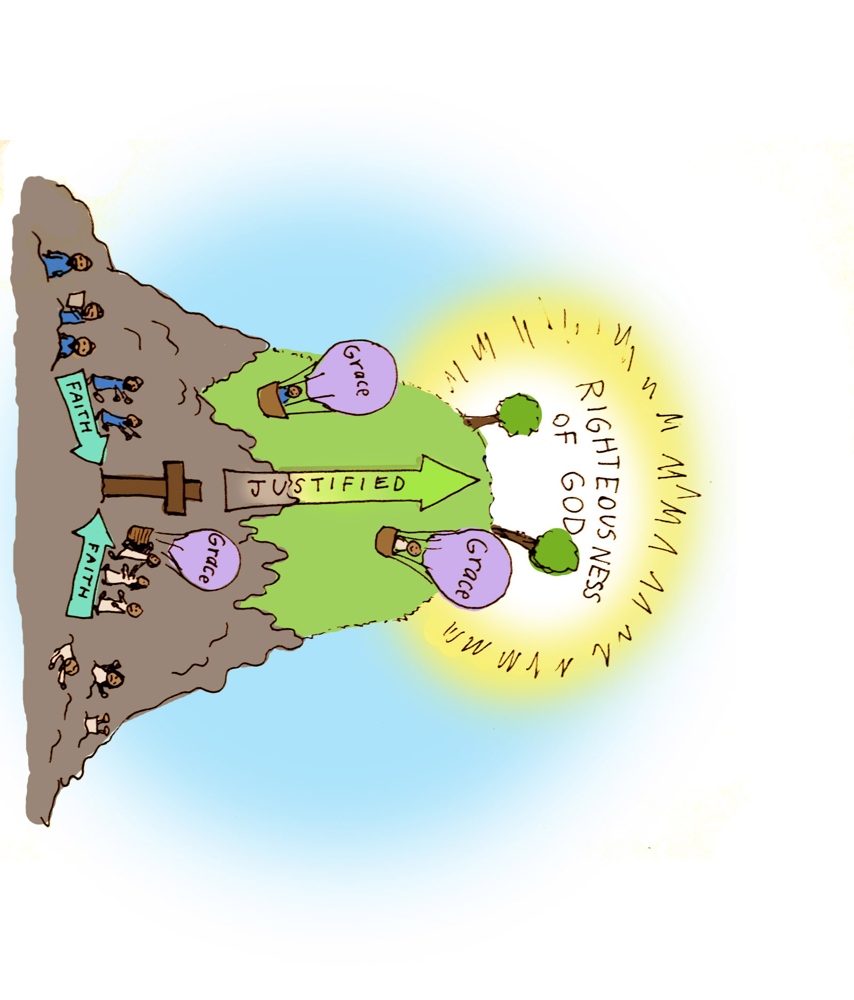 RIGHTEOUSNESS
OF GOD
Grace
Grace
JUSTIFIED
Grace
FAITH
FAITH